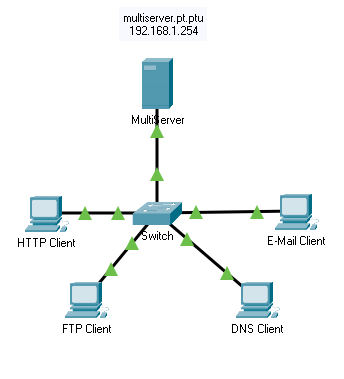 multiserver.pt.ptu
192.168.1.254
MultiServer
Switch
HTTP Client
E-Mail Client
FTP Client
DNS Client